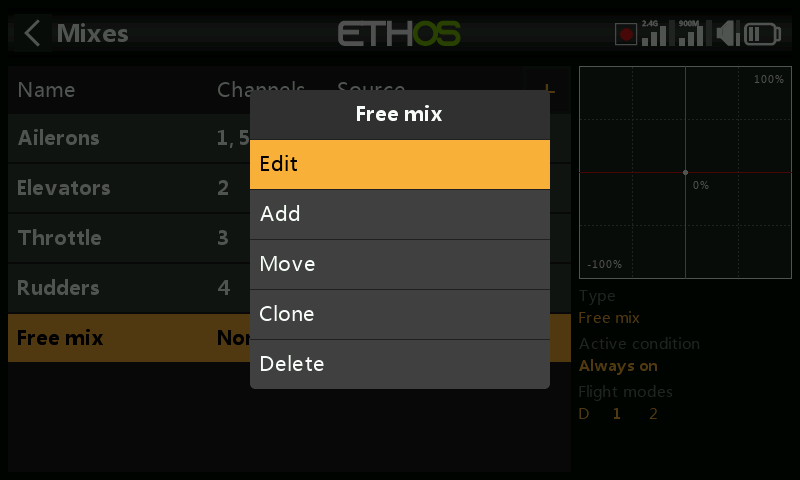 Mixes ETHOS 2.4G 900M
Name Channels Source +
Ailerons 1, 5
Elevators 2
Throttle 3
Rudders 4
Free mix
Free mix
Edit
Add
Move
Clone
Delete
100%
0%
-100%
Type
Free mix
Active condition
Always on
Flight modes
D 1 2